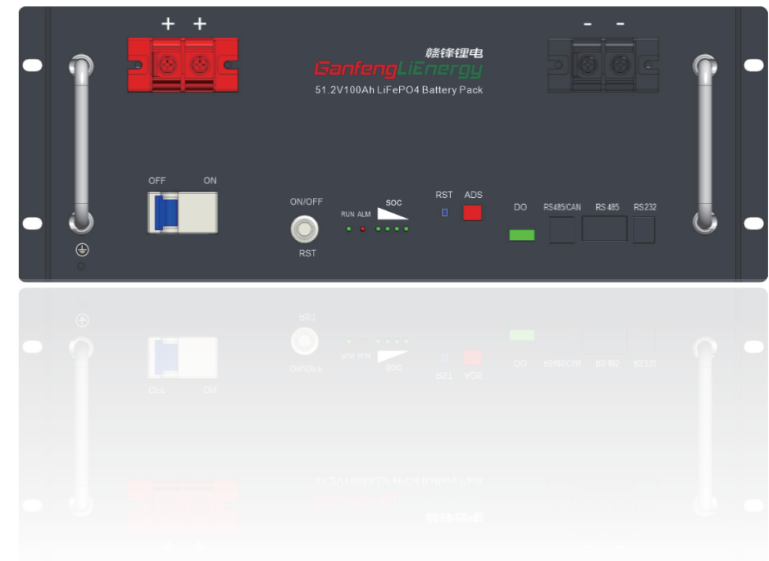 + +
- -
赣锋锂电
GanfengLiEnergy
51.2V100Ah LiFePO4 Battery Pack
OFF ON
ON/OFF
RST
RUN ALM
SOC
RST ADS
DO
RS485/CAN
RS485
RS232